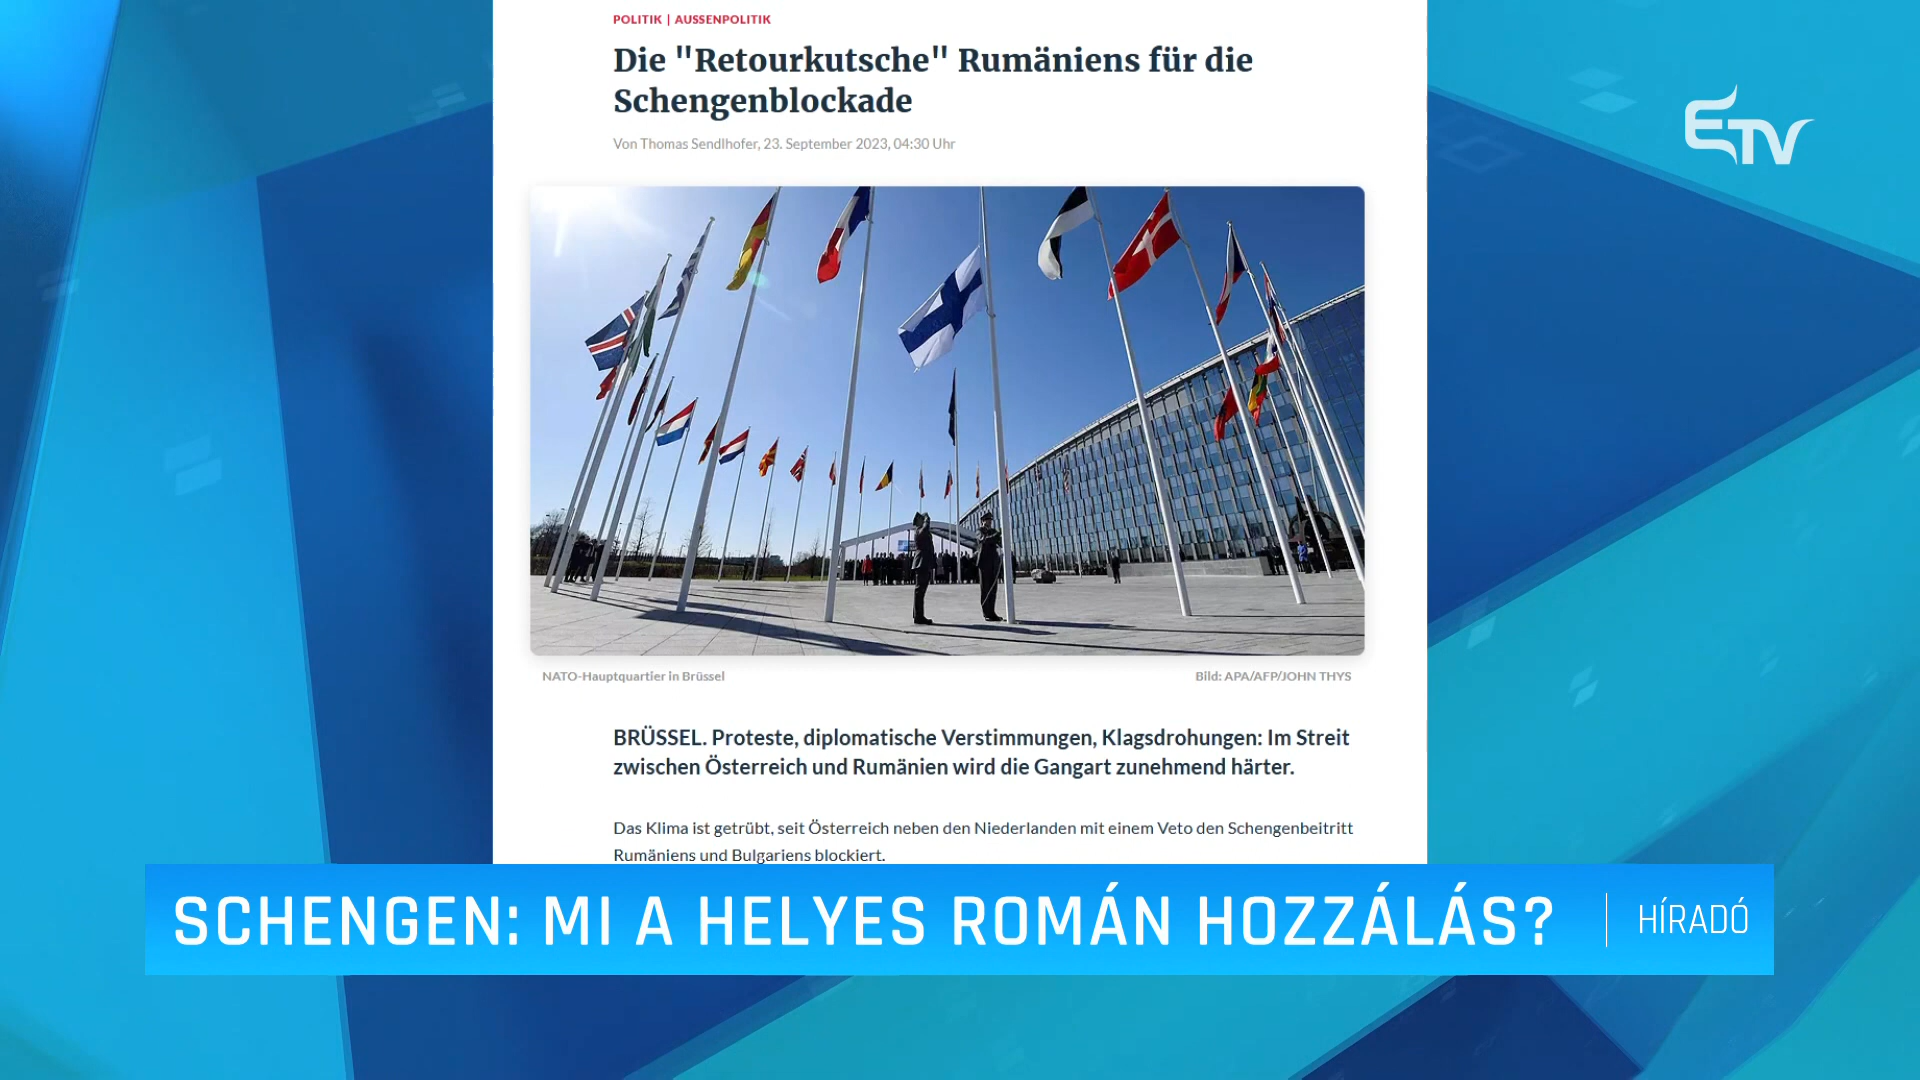 POLITIK | AUSSENPOLITIK
Die "Retourkutsche" Rumäniens für die
Schengenblockade
Von Thomas Sendlhofer, 23. September 2023, 04:30 Uhr
ETV
NATO-Hauptquartier in Brüssel
Bild: APA/AFP/JOHN THYS
BRÜSSEL. Proteste, diplomatische Verstimmungen, Klagsdrohungen: Im Streit
zwischen Österreich und Rumänien wird die Gangart zunehmend härter.
Das Klima ist getrübt, seit Österreich neben den Niederlanden mit einem Veto den Schengenbeitritt
Rumäniens und Bulgariens blockiert.
SCHENGEN: MI A HELYES ROMÁN HOZZÁLÁS?
HÍRADÓ